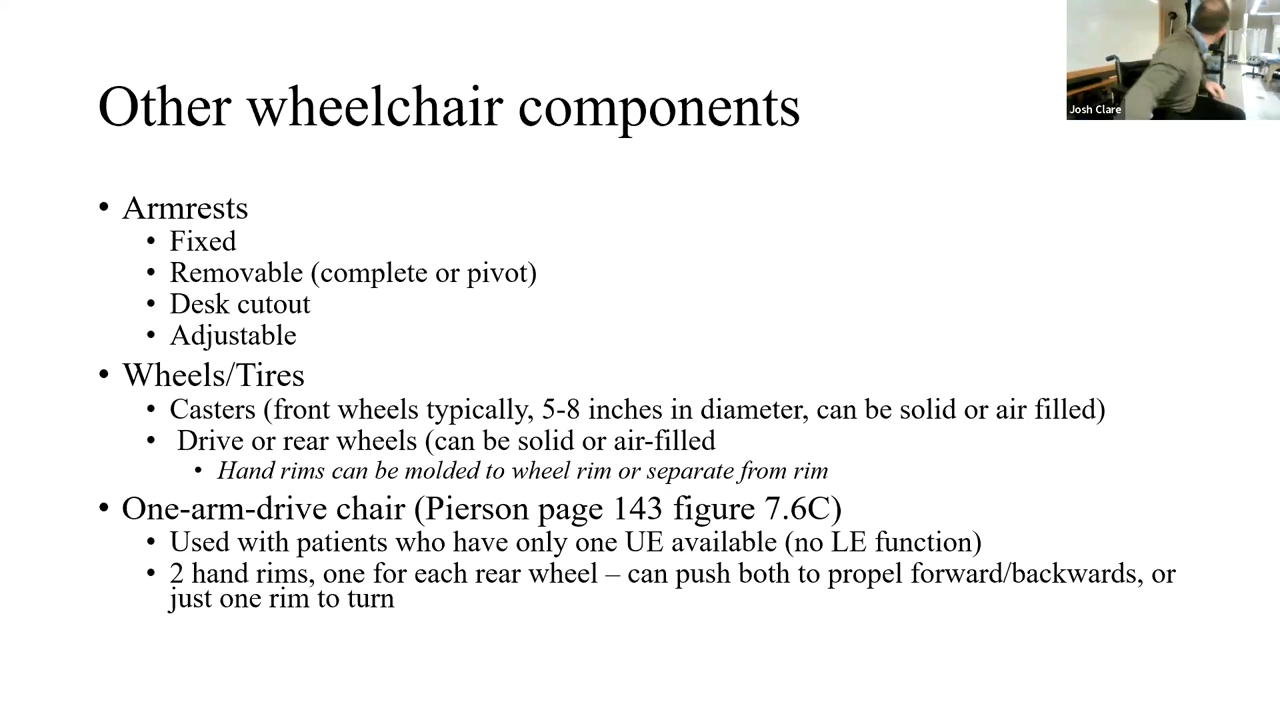 Josh Clare
Other wheelchair components
• Armrests
• Fixed
• Removable (complete or pivot)
• Desk cutout
• Adjustable
• Wheels/Tires
• Casters (front wheels typically, 5-8 inches in diameter, can be solid or air filled)
• Drive or rear wheels (can be solid or air-filled
• Hand rims can be molded to wheel rim or separate from rim
• One-arm-drive chair (Pierson page 143 figure 7.6C)
• Used with patients who have only one UE available (no LE function)
• 2 hand rims, one for each rear wheel – can push both to propel forward/backwards, or
just one rim to turn